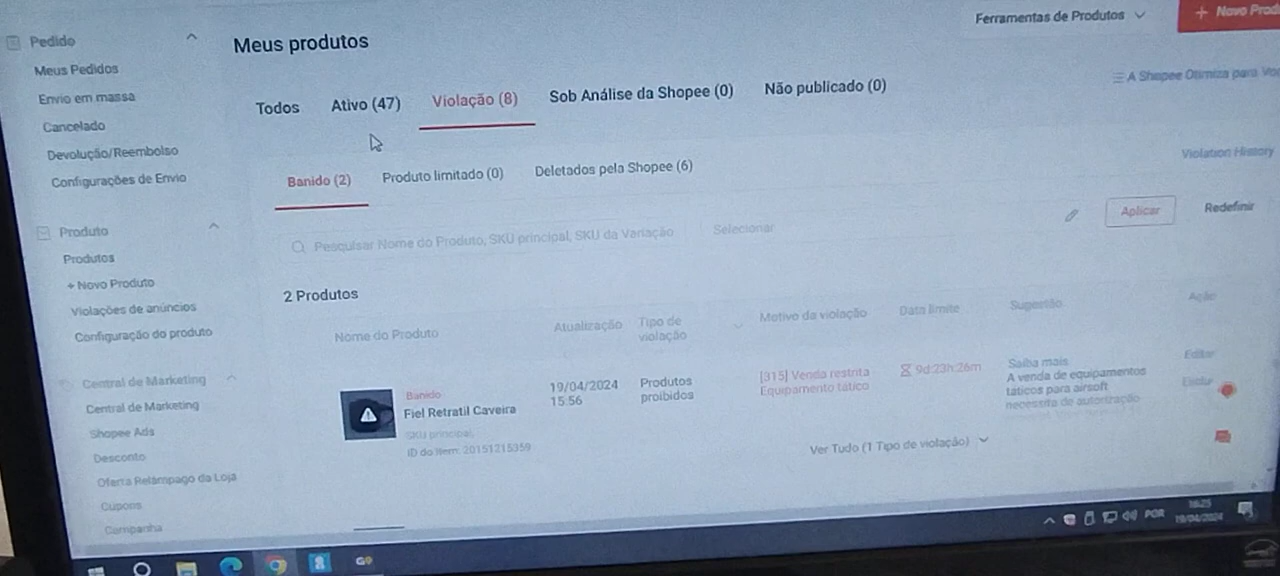 Pedido
Meus Pedidos
Envio em massa
Cancelado
Devolução/Reembolso
Configurações de Envio
Produto
Produtos
+ Novo Produto
Violações de anúncios
Configuração do produto
Central de Marketing
Central de Marketing
Shopee Ads
Desconto
Oferta Relâmpago da Loja
Cupons
Campanha
Meus produtos
Ferramentas de Produtos
+ Novo Prod
A Shopee Otimiza para Vo
Todos
Ativo (47)
Violação (8)
Sob Análise da Shopee (0)
Não publicado (0)
Violation History
Banido (2)
Produto limitado (0)
Deletados pela Shopee (6)
Pesquisar Nome do Produto, SKU principal, SKU da Variação
Selecionar
Aplicar
Redefinir
2 Produtos
Nome do Produto
Atualização
Tipo de
violação
Motivo da violação
Data limite
Sugestão
Ação
Banido
Fiel Retratil Caveira
SKU principal:
ID do Item: 20151215359
19/04/2024
15:56
Produtos
proibidos
[315] Venda restrita
Equipamento tático
9d:23h:26m
Saiba mais
A venda de equipamentos
táticos para airsoft
necessita de autorização
Editar
Ver Tudo (1 Tipo de violação)
POR
16:25
19/04/2024